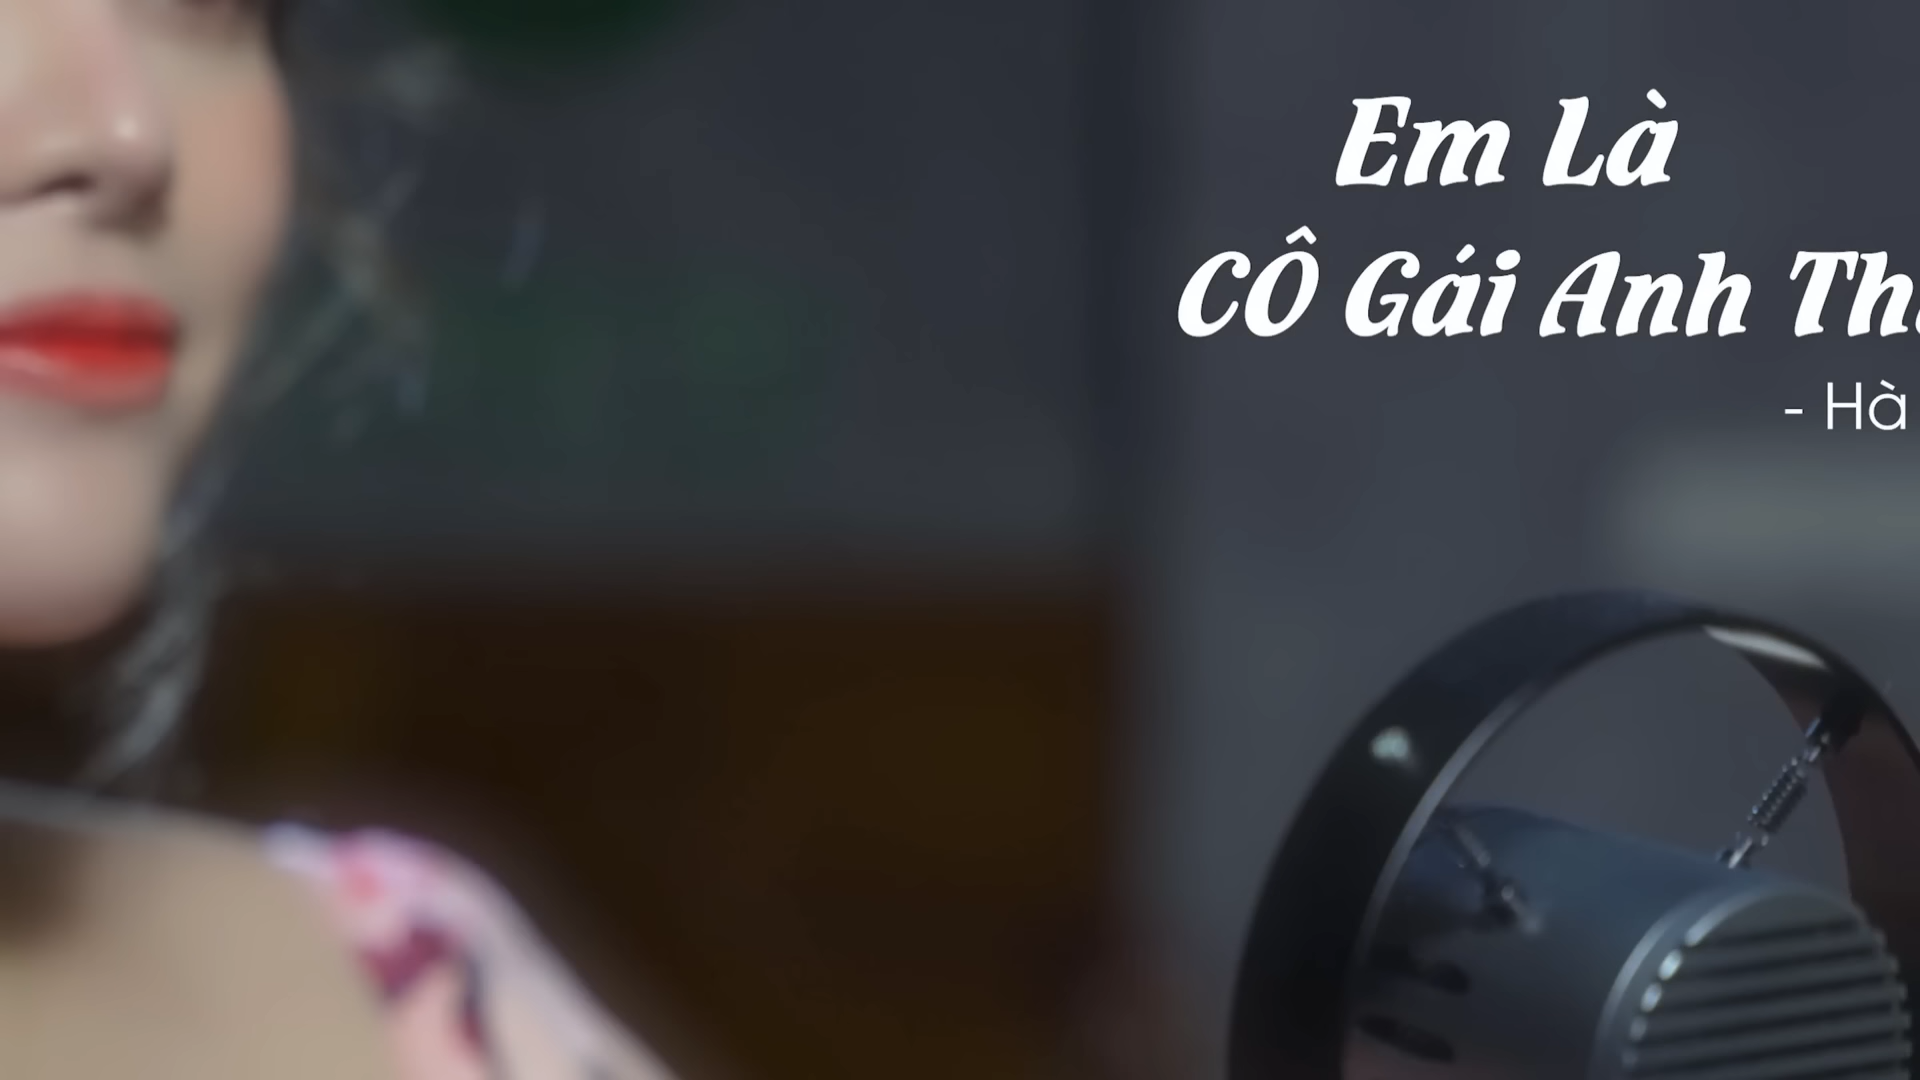 Em Là
CÔ Gái Anh
- Hà